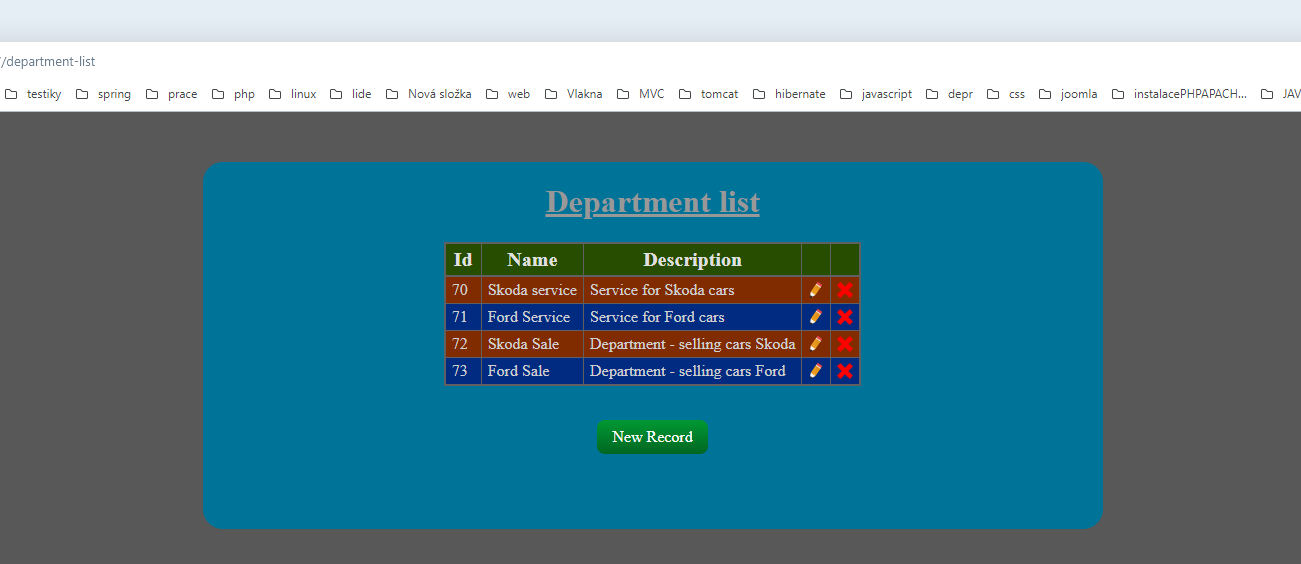 //department-list
testiky spring prace php linux lide Nová složka web Vlakna MVC tomcat hibernate javascript depr css joomla instalacePHPAPACH... JAV
Department list
Id Name Description
70 Skoda service Service for Skoda cars
71 Ford Service Service for Ford cars
72 Skoda Sale Department - selling cars Skoda
73 Ford Sale Department - selling cars Ford
New Record